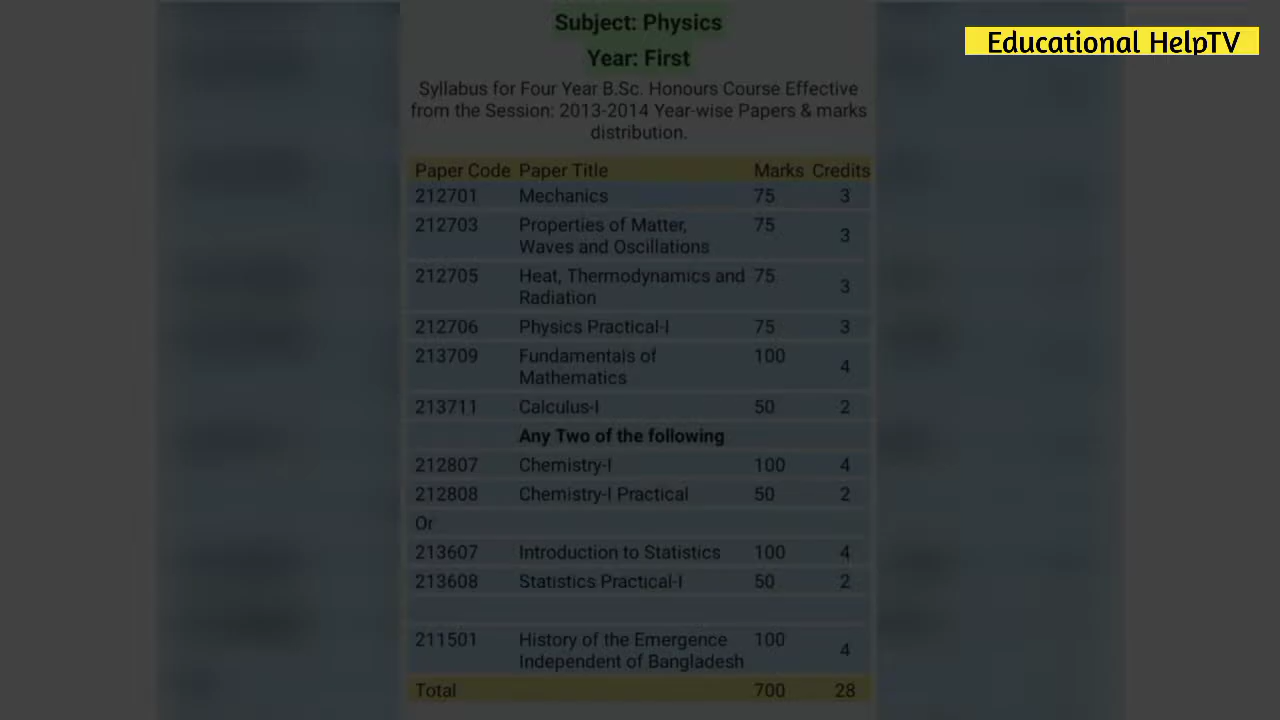 Educational HelpTV
Subject: Physics
Year: First
Syllabus for Four Year B.Sc. Honours Course Effective
from the Session: 2013-2014 Year-wise Papers & marks
distribution.
Paper Code Paper Title Marks Credits
212701 Mechanics 75 3
212703 Properties of Matter, 75
Waves and Oscillations 3
212705 Heat, Thermodynamics and 75
Radiation 3
212706 Physics Practical-I 75 3
213709 Fundamentals of 100
Mathematics 4
213711 Calculus-I 50 2
Any Two of the following
212807 Chemistry-I 100 4
212808 Chemistry-I Practical 50 2
Or
213607 Introduction to Statistics 100 4
213608 Statistics Practical-I 50 2
211501 History of the Emergence 100
Independent of Bangladesh 4
Total 700 28